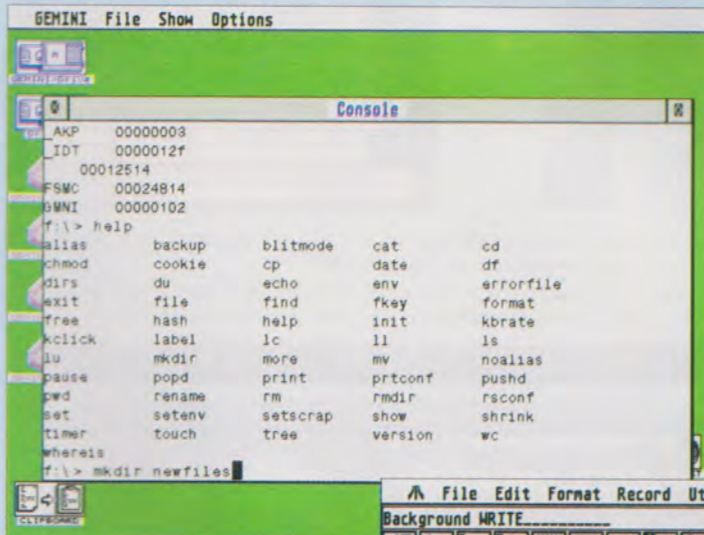 GEMINI File Show Options
Console
_AKP 00000003
_IDT 0000012f
00012514
FSMC 00024814
GMNI 00000102
f:\> help
alias backup blitmode cat cd
chmod cookie cp date df
dirs du echo env errorfile
exit file find fkey format
free hash help init kbrate
kclick label lc ll ls
lu mkdir more mv noalias
pause popd print prtconf pushd
pwd rename rm rmdir rsconf
set setenv setscrap show shrink
timer touch tree version wc
whereis
f:\> mkdir newfiles
CLIPBOARD
File Edit Format Record Ut
Background WRITE__________